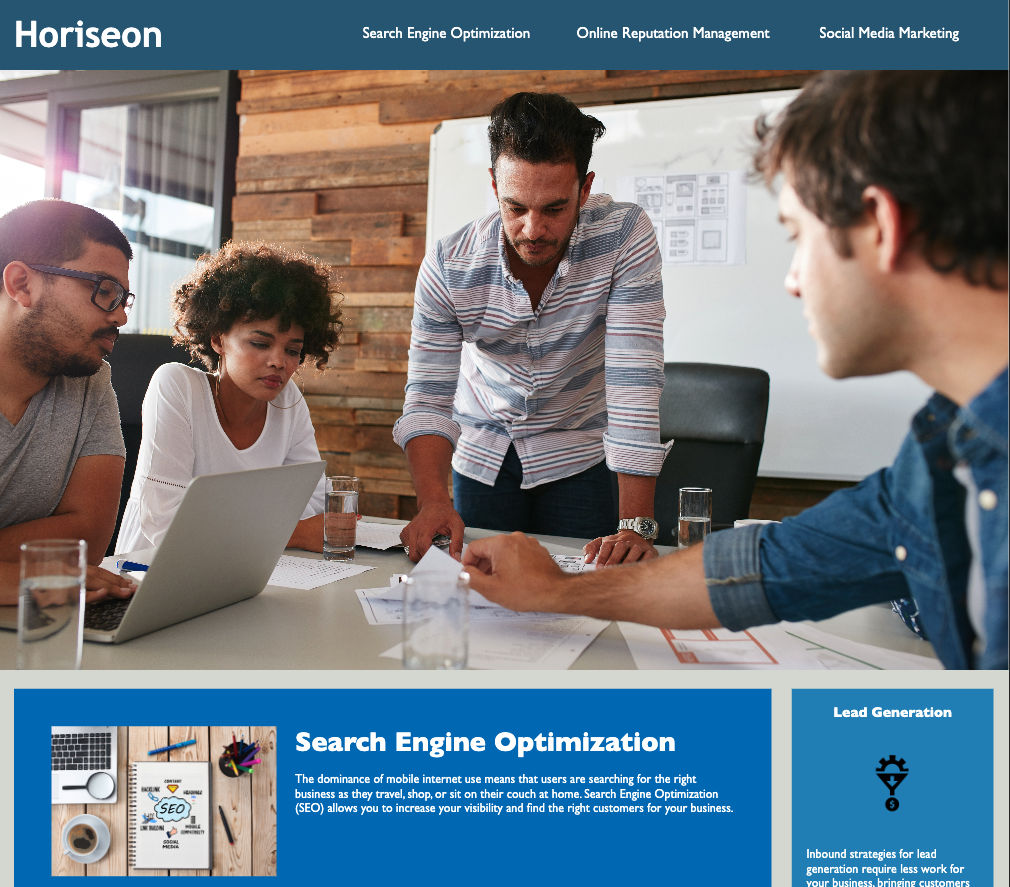 Horiseon
Search Engine Optimization
Online Reputation Management
Social Media Marketing
Search Engine Optimization
The dominance of mobile internet use means that users are searching for the right
business as they travel, shop, or sit on their couch at home. Search Engine Optimization
(SEO) allows you to increase your visibility and find the right customers for your business.
CONTENT
BACKLINK
KEYWORDS
SEO
LINK BUILDING
MOBILE
COMPATIBILITY
SOCIAL
MEDIA
Lead Generation
$
Inbound strategies for lead
generation require less work for
your business, bringing customers